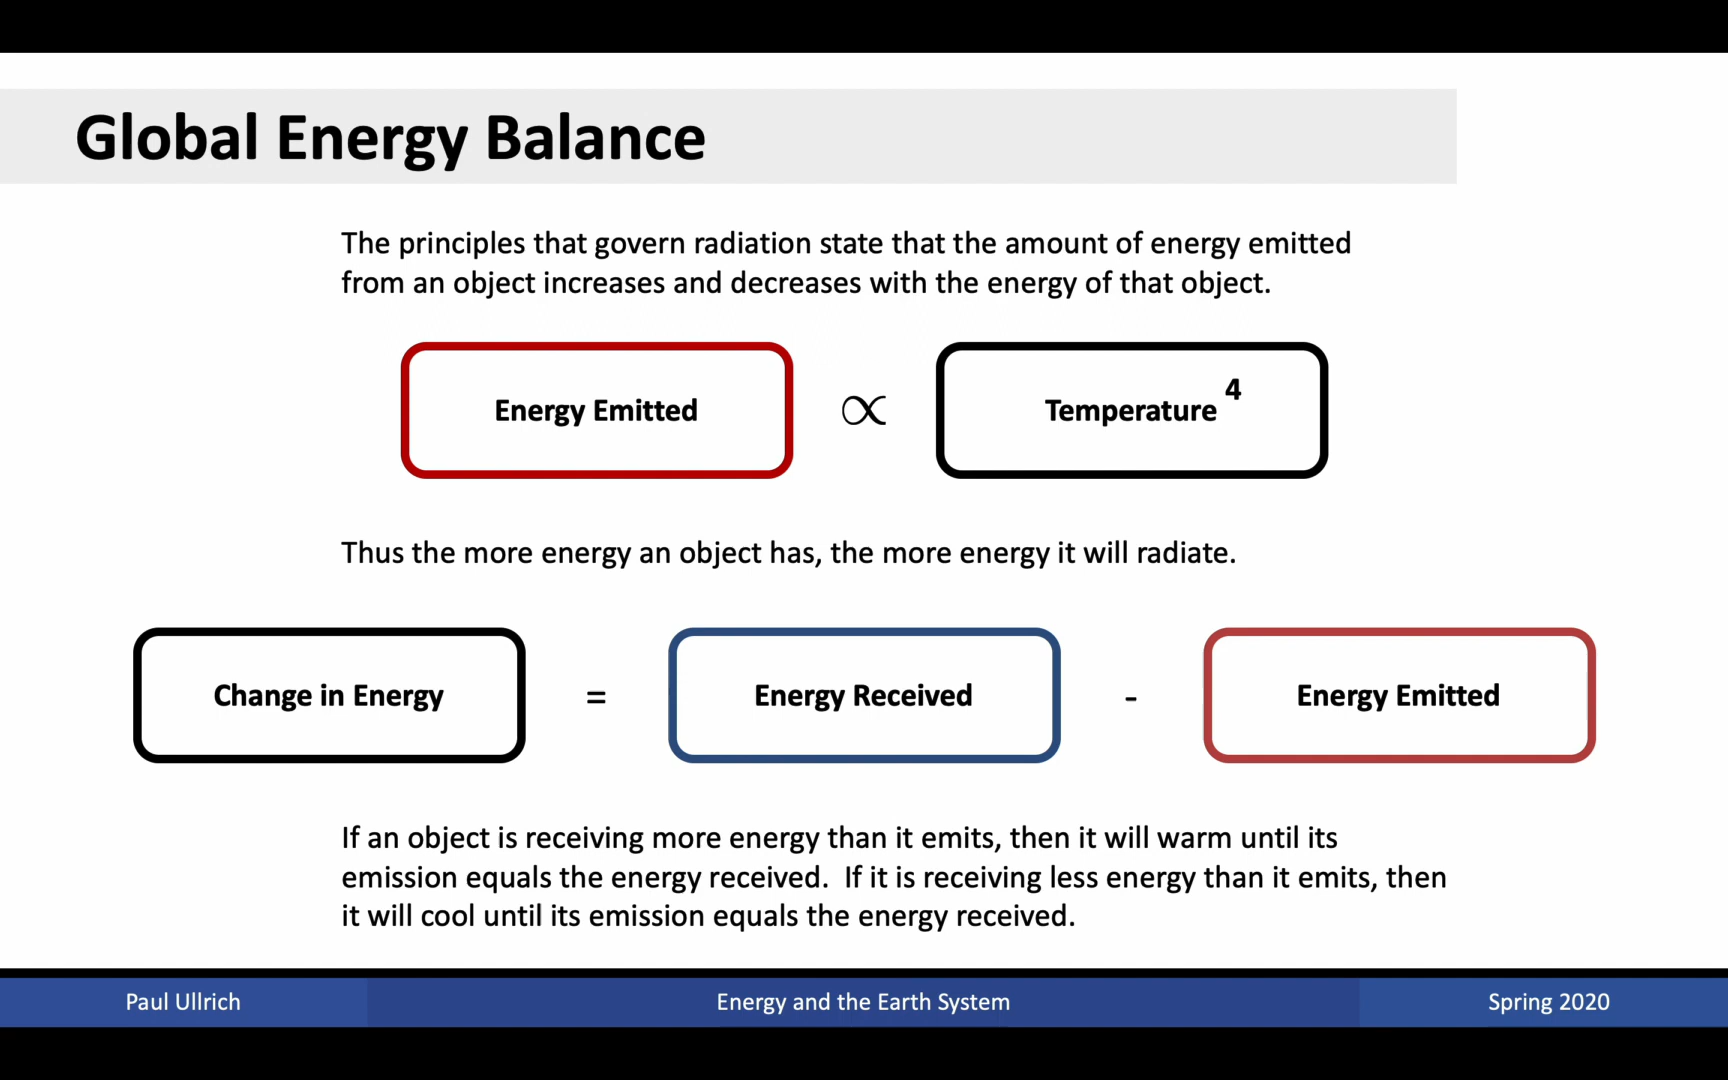 Global Energy Balance
The principles that govern radiation state that the amount of energy emitted
from an object increases and decreases with the energy of that object.
Energy Emitted ∝ Temperature⁴
Thus the more energy an object has, the more energy it will radiate.
Change in Energy = Energy Received - Energy Emitted
If an object is receiving more energy than it emits, then it will warm until its
emission equals the energy received.  If it is receiving less energy than it emits, then
it will cool until its emission equals the energy received.
Paul Ullrich Energy and the Earth System Spring 2020